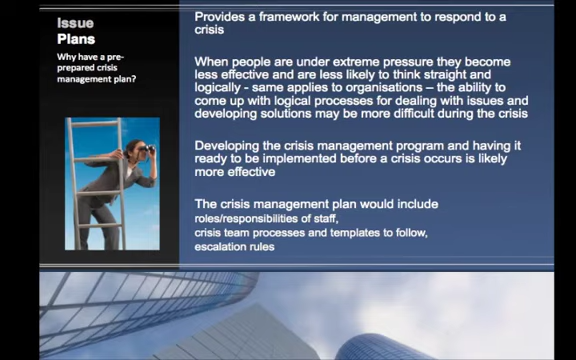 Issue
Plans
Why have a pre-
prepared crisis
management plan?
Provides a framework for management to respond to a
crisis
When people are under extreme pressure they become
less effective and are less likely to think straight and
logically - same applies to organisations – the ability to
come up with logical processes for dealing with issues and
developing solutions may be more difficult during the crisis
Developing the crisis management program and having it
ready to be implemented before a crisis occurs is likely
more effective
The crisis management plan would include
roles/responsibilities of staff,
crisis team processes and templates to follow,
escalation rules